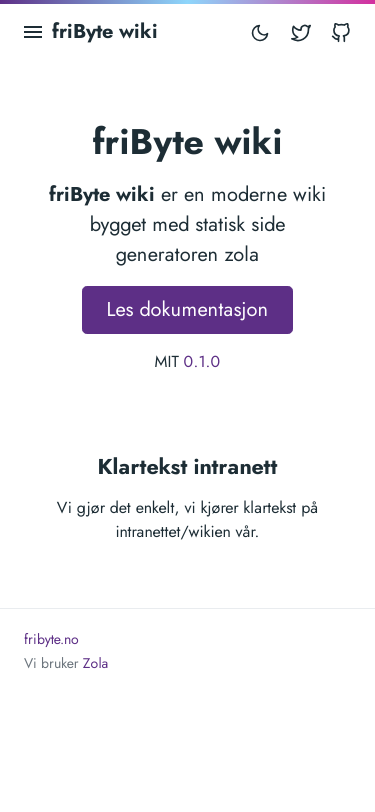 friByte wiki
friByte wiki
friByte wiki er en moderne wiki
bygget med statisk side
generatoren zola
Les dokumentasjon
MIT 0.1.0
Klartekst intranett
Vi gjør det enkelt, vi kjører klartekst på
intranettet/wikien vår.
fribyte.no
Vi bruker Zola